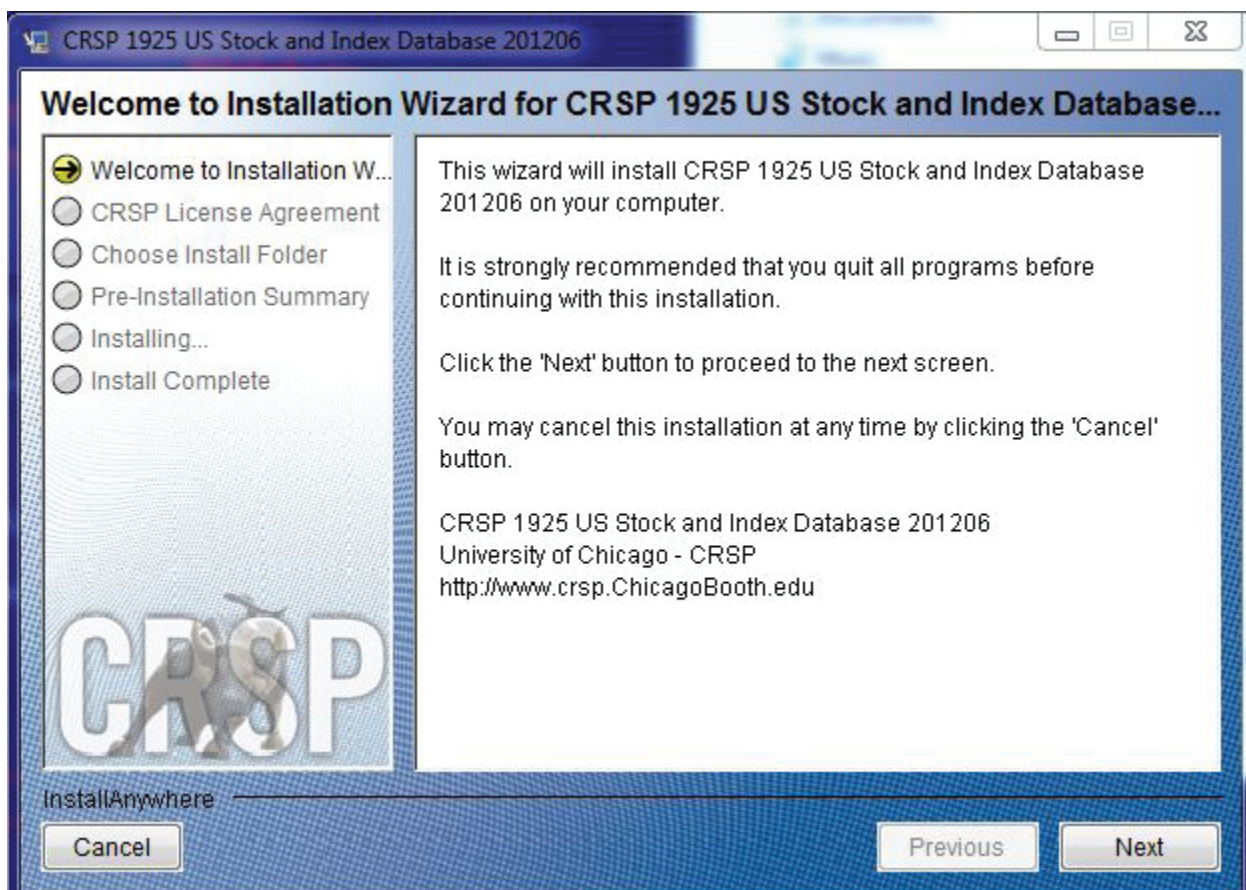 CRSP 1925 US Stock and Index Database 201206
Welcome to Installation Wizard for CRSP 1925 US Stock and Index Database...
Welcome to Installation W...
CRSP License Agreement
Choose Install Folder
Pre-Installation Summary
Installing...
Install Complete
This wizard will install CRSP 1925 US Stock and Index Database
201206 on your computer.
It is strongly recommended that you quit all programs before
continuing with this installation.
Click the 'Next' button to proceed to the next screen.
You may cancel this installation at any time by clicking the 'Cancel'
button.
CRSP 1925 US Stock and Index Database 201206
University of Chicago - CRSP
http://www.crsp.ChicagoBooth.edu
CRSP
InstallAnywhere
Cancel
Previous
Next